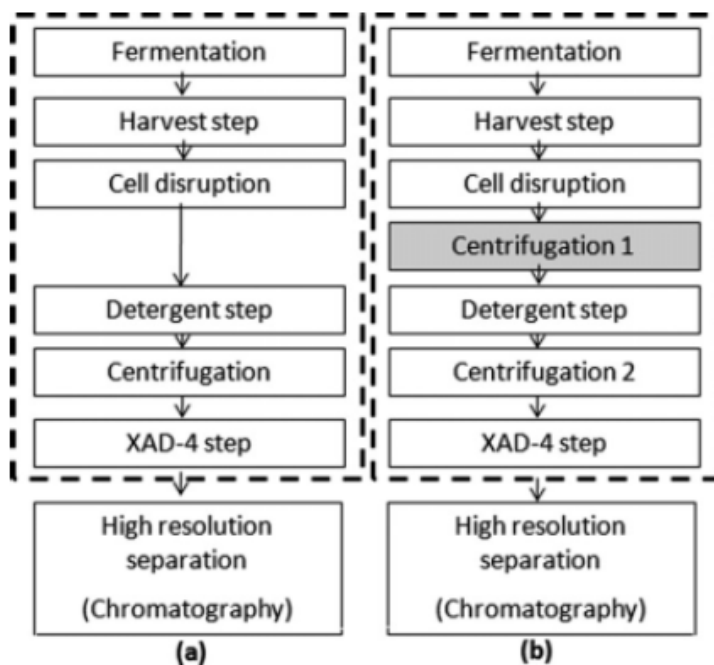 Fermentation
Harvest step
Cell disruption
Detergent step
Centrifugation
XAD-4 step
High resolution
separation
(Chromatography)
(a)
Fermentation
Harvest step
Cell disruption
Centrifugation 1
Detergent step
Centrifugation 2
XAD-4 step
High resolution
separation
(Chromatography)
(b)